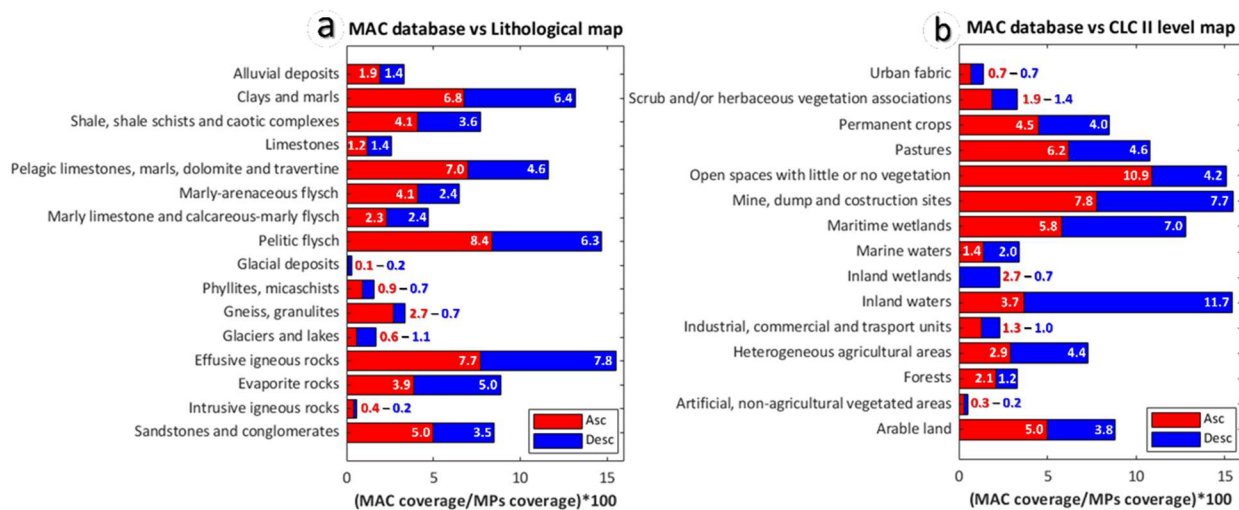 a
MAC database vs Lithological map
Alluvial deposits 1.9 1.4
Clays and marls 6.8 6.4
Shale, shale schists and caotic complexes 4.1 3.6
Limestones 1.2 1.4
Pelagic limestones, marls, dolomite and travertine 7.0 4.6
Marly-arenaceous flysch 4.1 2.4
Marly limestone and calcareous-marly flysch 2.3 2.4
Pelitic flysch 8.4 6.3
Glacial deposits 0.1 – 0.2
Phyllites, micaschists 0.9 – 0.7
Gneiss, granulites 2.7 – 0.7
Glaciers and lakes 0.6 – 1.1
Effusive igneous rocks 7.7 7.8
Evaporite rocks 3.9 5.0
Intrusive igneous rocks 0.4 – 0.2
Sandstones and conglomerates 5.0 3.5
Asc
Desc
0 5 10 15
(MAC coverage/MPs coverage)*100
b
MAC database vs CLC II level map
Urban fabric 0.7 – 0.7
Scrub and/or herbaceous vegetation associations 1.9 – 1.4
Permanent crops 4.5 4.0
Pastures 6.2 4.6
Open spaces with little or no vegetation 10.9 4.2
Mine, dump and costruction sites 7.8 7.7
Maritime wetlands 5.8 7.0
Marine waters 1.4 2.0
Inland wetlands 2.7 – 0.7
Inland waters 3.7 11.7
Industrial, commercial and trasport units 1.3 – 1.0
Heterogeneous agricultural areas 2.9 4.4
Forests 2.1 1.2
Artificial, non-agricultural vegetated areas 0.3 – 0.2
Arable land 5.0 3.8
Asc
Desc
0 5 10 15
(MAC coverage/MPs coverage)*100